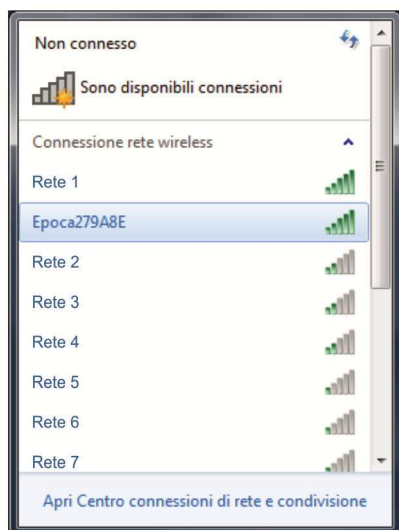 Non connesso
Sono disponibili connessioni
Connessione rete wireless
Rete 1
Epoca279A8E
Rete 2
Rete 3
Rete 4
Rete 5
Rete 6
Rete 7
Apri Centro connessioni di rete e condivisione